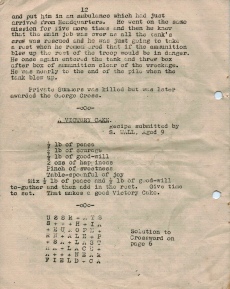 12
and put him in an ambulance which had just
arrived from Headquarters. He went on the same
mission for five more times and then he knew
that the main job was over as all the tank's
crew was rescued and he was just going to take
a rest when he remembered that if the ammunition
blew up the rest of the troop would be in danger.
He once again entered the tank and threw box
after box of ammunition clear of the wreckage.
He was nearly to the end of the pile when the
tank blew up.
Private Summers was killed but was later
awarded the George Cross.
-oOo-
A VICTORY CAKE.
Recipe submitted by
E. WALL, Aged 9
½ lb of peace
½ lb of courage
½ lb of good-will
2 ozs of happiness
Pinch of sweetness
Table-spoonful of joy
Mix ½ lb of peace and ½ lb of good-will
to-gether and then add in the rest. Give time
to set. That makes a good Victory Cake.
-oOo-
Solution to
Crossword on
page 6